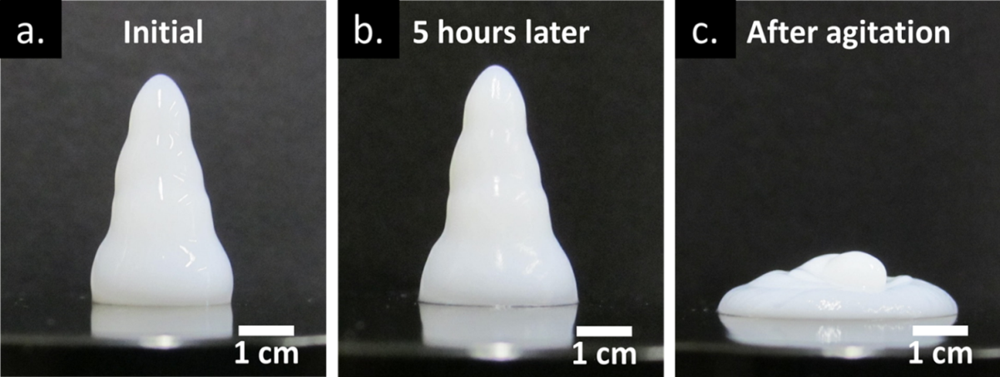 a.
Initial
b.
5 hours later
c.
After agitation
1 cm
1 cm
1 cm